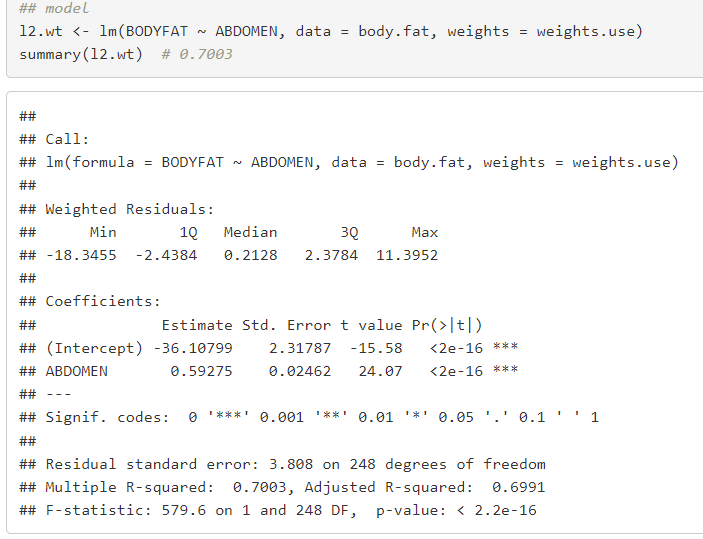 ## model
l2.wt <- lm(BODYFAT ~ ABDOMEN, data = body.fat, weights = weights.use)
summary(l2.wt)  # 0.7003
##
## Call:
## lm(formula = BODYFAT ~ ABDOMEN, data = body.fat, weights = weights.use)
##
## Weighted Residuals:
##      Min       1Q   Median       3Q      Max
## -18.3455  -2.4384   0.2128   2.3784  11.3952
##
## Coefficients:
##              Estimate Std. Error t value Pr(>|t|)
## (Intercept) -36.10799    2.31787  -15.58   <2e-16 ***
## ABDOMEN       0.59275    0.02462   24.07   <2e-16 ***
## ---
## Signif. codes:  0 '***' 0.001 '**' 0.01 '*' 0.05 '.' 0.1 ' ' 1
##
## Residual standard error: 3.808 on 248 degrees of freedom
## Multiple R-squared:  0.7003, Adjusted R-squared:  0.6991
## F-statistic: 579.6 on 1 and 248 DF,  p-value: < 2.2e-16